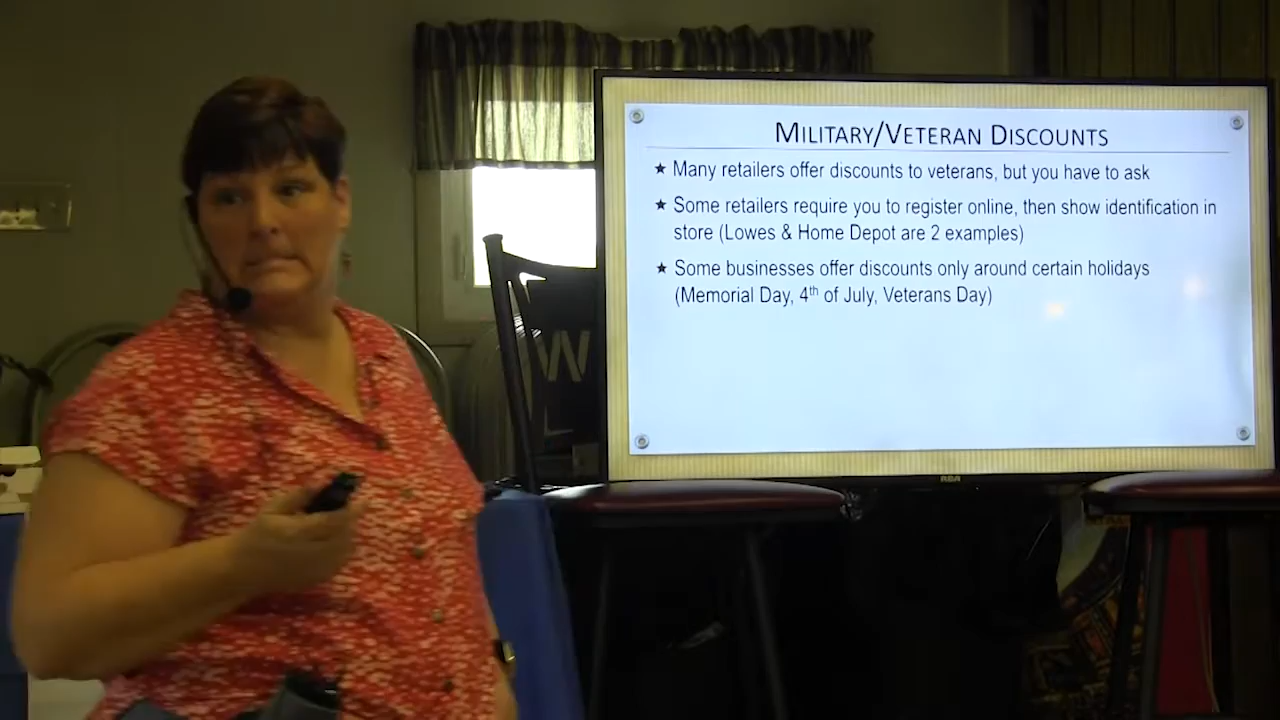 MILITARY/VETERAN DISCOUNTS
★ Many retailers offer discounts to veterans, but you have to ask
★ Some retailers require you to register online, then show identification in
store (Lowes & Home Depot are 2 examples)
★ Some businesses offer discounts only around certain holidays
(Memorial Day, 4th of July, Veterans Day)
W
RCA